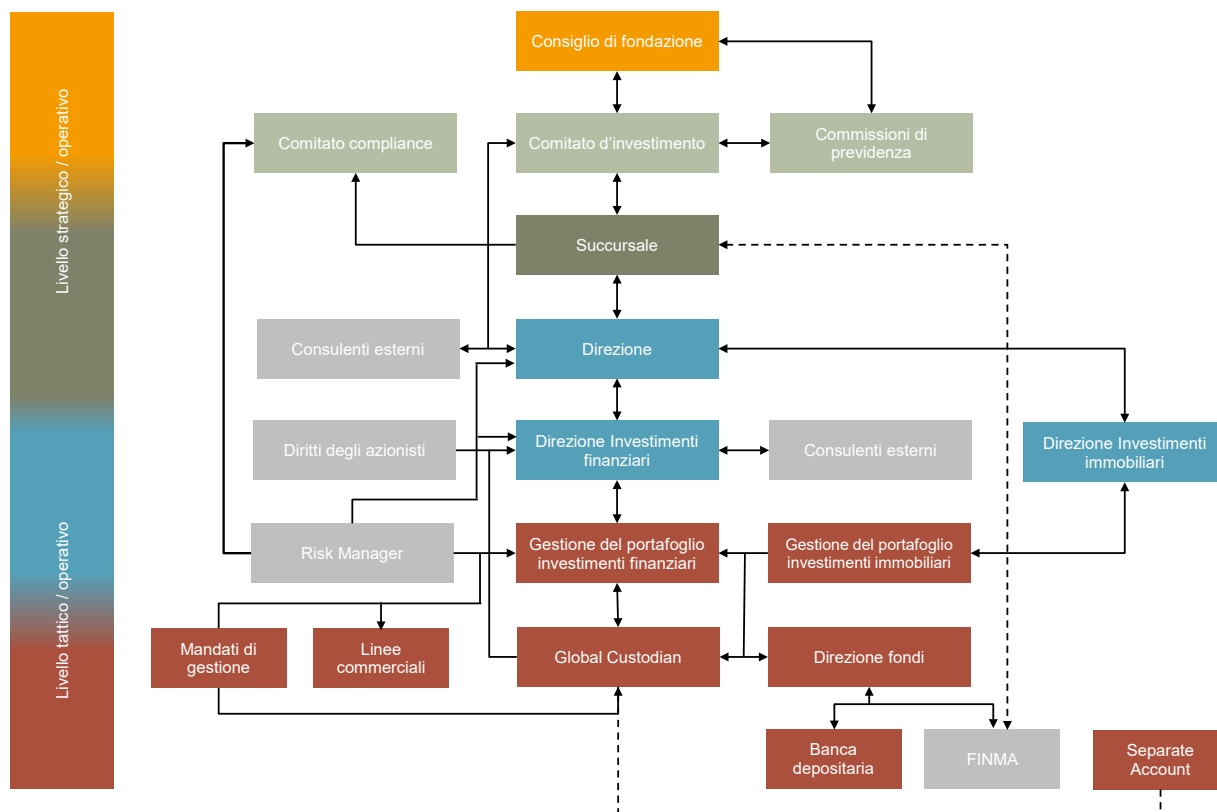 Livello strategico / operativo
Livello tattico / operativo
Consiglio di fondazione
Comitato compliance
Comitato d'investimento
Commissioni di
previdenza
Succursale
Consulenti esterni
Direzione
Diritti degli azionisti
Direzione Investimenti
finanziari
Consulenti esterni
Direzione Investimenti
immobiliari
Risk Manager
Gestione del portafoglio
investimenti finanziari
Gestione del portafoglio
investimenti immobiliari
Mandati di
gestione
Linee
commerciali
Global Custodian
Direzione fondi
Banca
depositaria
FINMA
Separate
Account